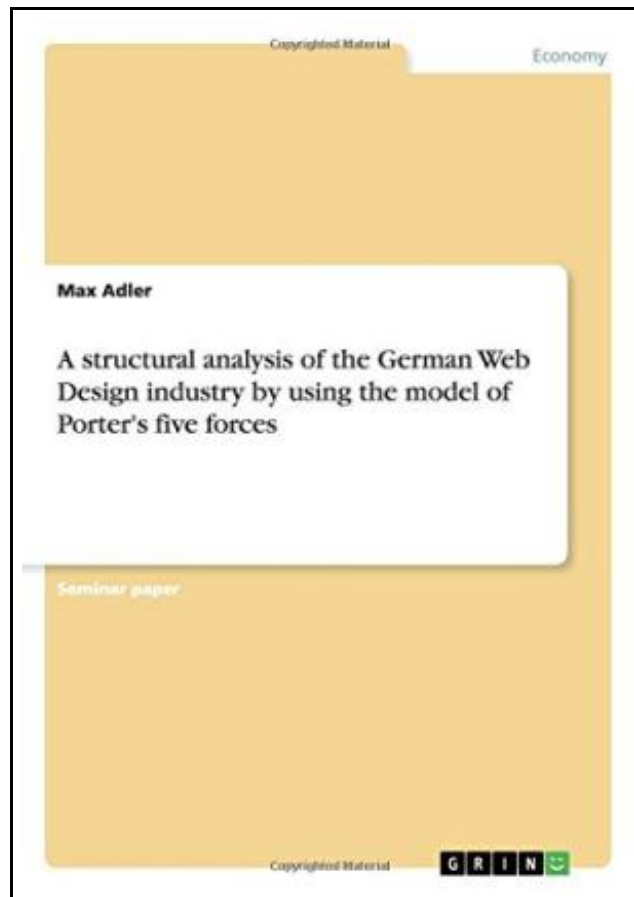 Copyrighted Material
Economy
Max Adler
A structural analysis of the German Web
Design industry by using the model of
Porter's five forces
Seminar paper
Copyrighted Material
GRIN